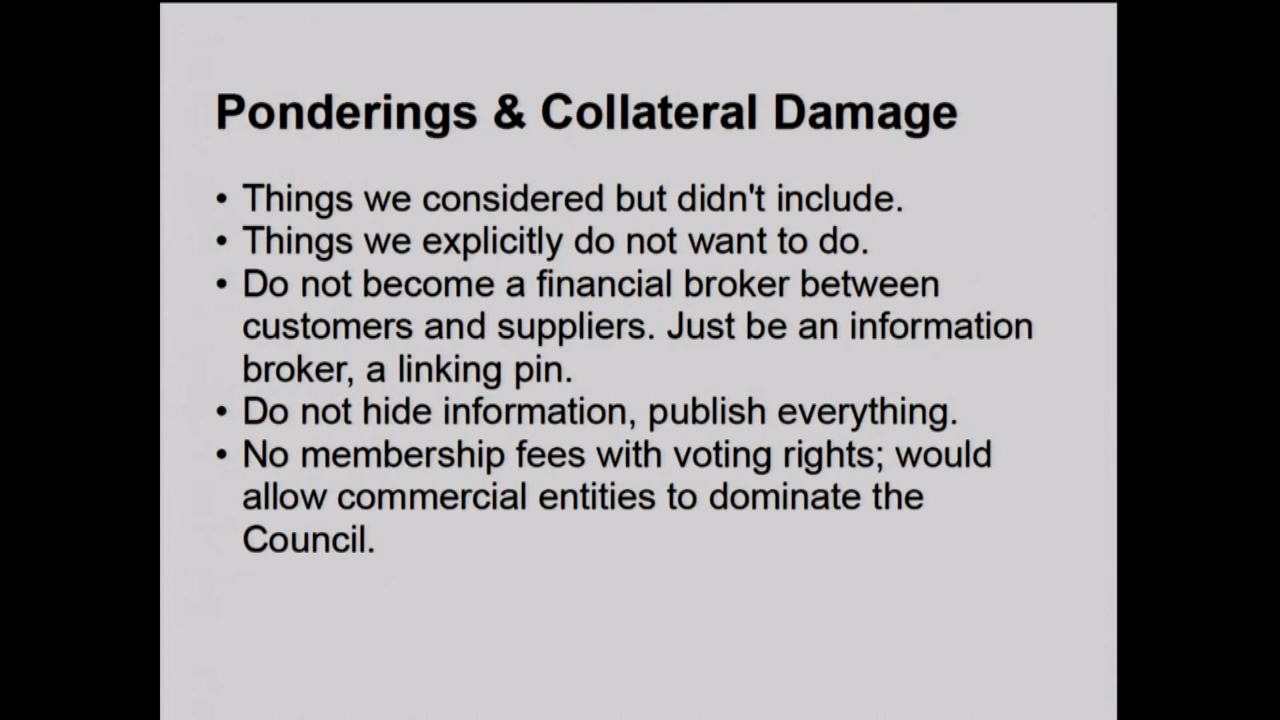 Ponderings & Collateral Damage
• Things we considered but didn't include.
• Things we explicitly do not want to do.
• Do not become a financial broker between
customers and suppliers. Just be an information
broker, a linking pin.
• Do not hide information, publish everything.
• No membership fees with voting rights; would
allow commercial entities to dominate the
Council.